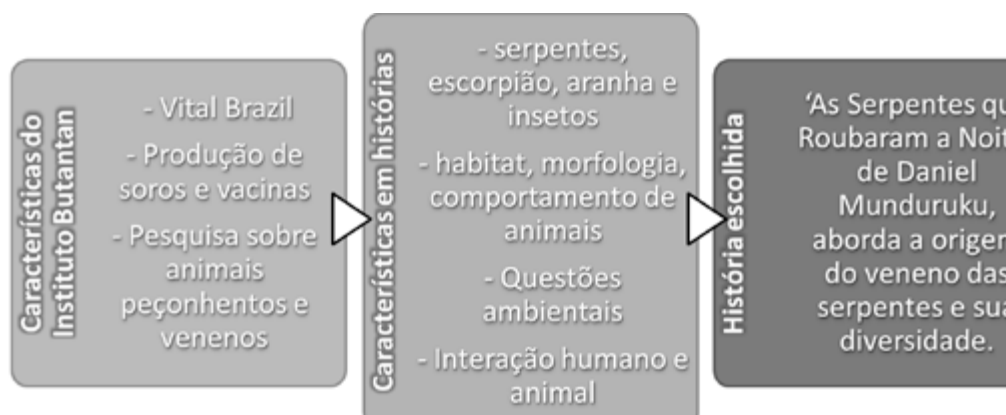 Características do
Instituto Butantan
- Vital Brazil
- Produção de
soros e vacinas
- Pesquisa sobre
animais
peçonhentos e
venenos
Características em histórias
- serpentes,
escorpião, aranha e
insetos
- habitat, morfologia,
comportamento de
animais
- Questões
ambientais
- Interação humano e
animal
História escolhida
‘As Serpentes qu
Roubaram a Noit
de Daniel
Munduruku,
aborda a origem
do veneno das
serpentes e sua
diversidade.